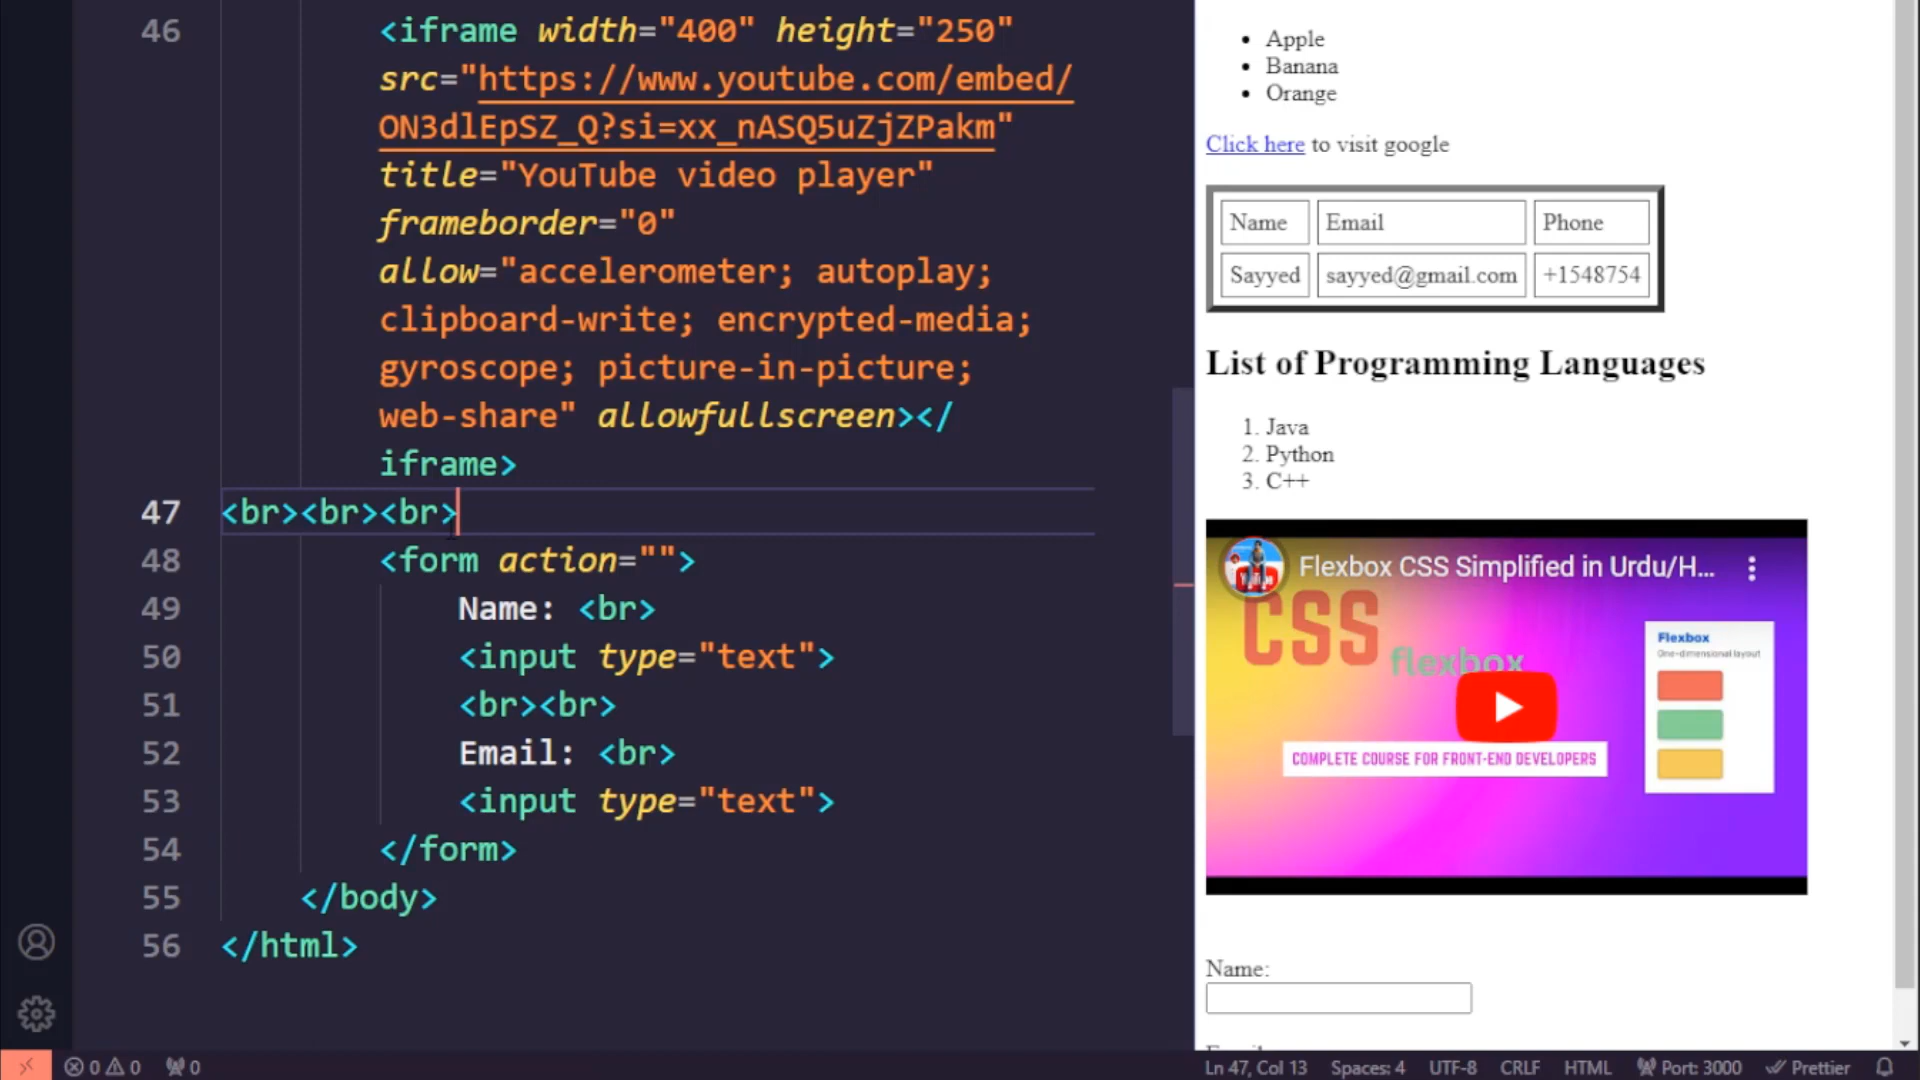 46 <iframe width="400" height="250"
src="https://www.youtube.com/embed/
ON3dlEpSZ_Q?si=xx_nASQ5uZjZPakm"
title="YouTube video player"
frameborder="0"
allow="accelerometer; autoplay;
clipboard-write; encrypted-media;
gyroscope; picture-in-picture;
web-share" allowfullscreen></
iframe>
47 <br><br><br>
48 <form action="">
49 Name: <br>
50 <input type="text">
51 <br><br>
52 Email: <br>
53 <input type="text">
54 </form>
55 </body>
56 </html>
• Apple
• Banana
• Orange
Click here to visit google
Name Email Phone
Sayyed sayyed@gmail.com +1548754
List of Programming Languages
1. Java
2. Python
3. C++
Flexbox CSS Simplified in Urdu/H...
CSS
flexbox
Flexbox
One-dimensional layout
COMPLETE COURSE FOR FRONT-END DEVELOPERS
Name:
0 0 0 Ln 47, Col 13 Spaces: 4 UTF-8 CRLF HTML Port: 3000 Prettier